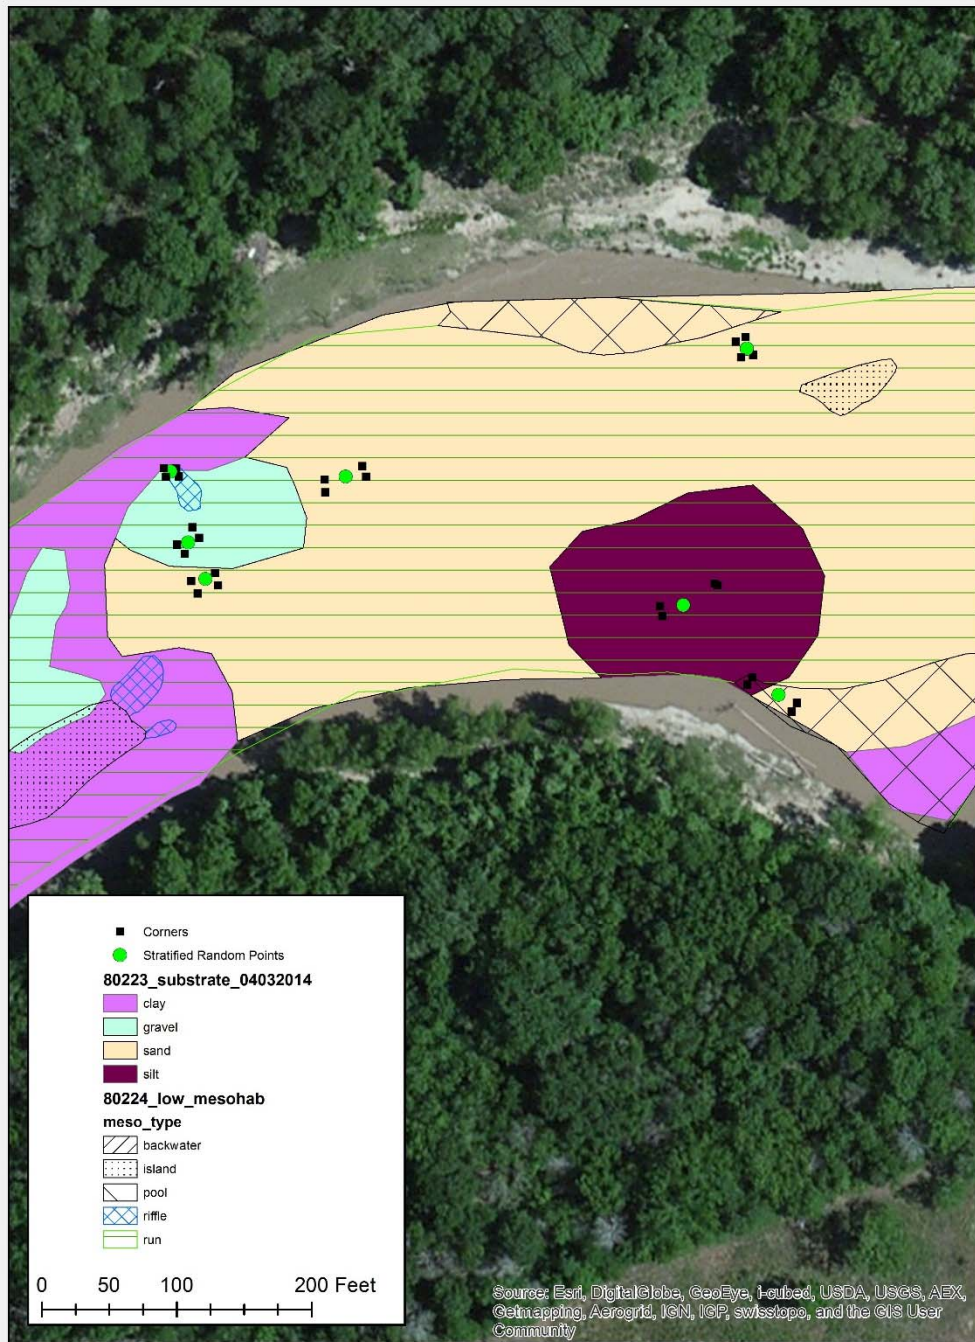 Corners
Stratified Random Points
80223_substrate_04032014
clay
gravel
sand
silt
80224_low_mesohab
meso_type
backwater
island
pool
riffle
run
0 50 100 200 Feet
Source: Esri, DigitalGlobe, GeoEye, i-cubed, USDA, USGS, AEX,
Getmapping, Aerogrid, IGN, IGP, swisstopo, and the GIS User
Community